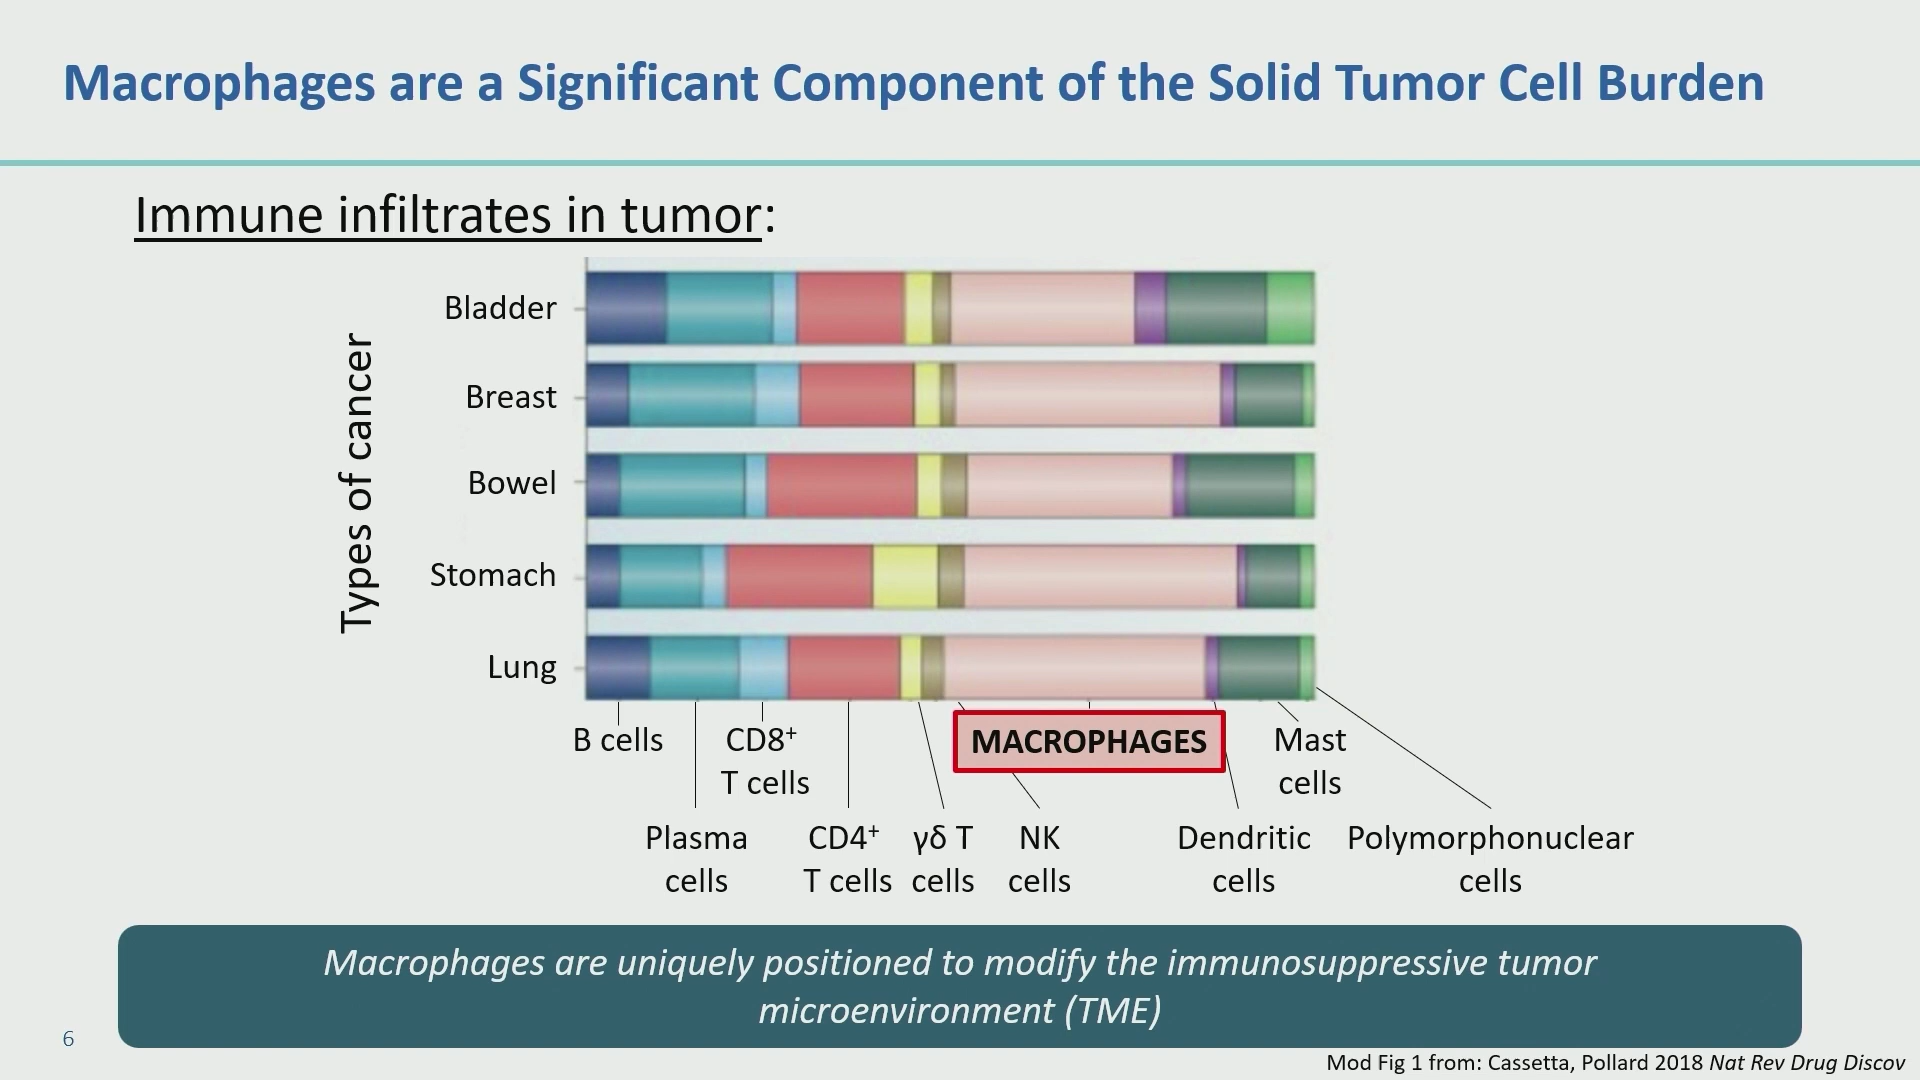 Macrophages are a Significant Component of the Solid Tumor Cell Burden
Immune infiltrates in tumor:
Types of cancer
Bladder
Breast
Bowel
Stomach
Lung
B cells
CD8⁺
T cells
MACROPHAGES
Mast
cells
Plasma
cells
CD4⁺
T cells
γδ T
cells
NK
cells
Dendritic
cells
Polymorphonuclear
cells
Macrophages are uniquely positioned to modify the immunosuppressive tumor
microenvironment (TME)
6
Mod Fig 1 from: Cassetta, Pollard 2018 Nat Rev Drug Discov